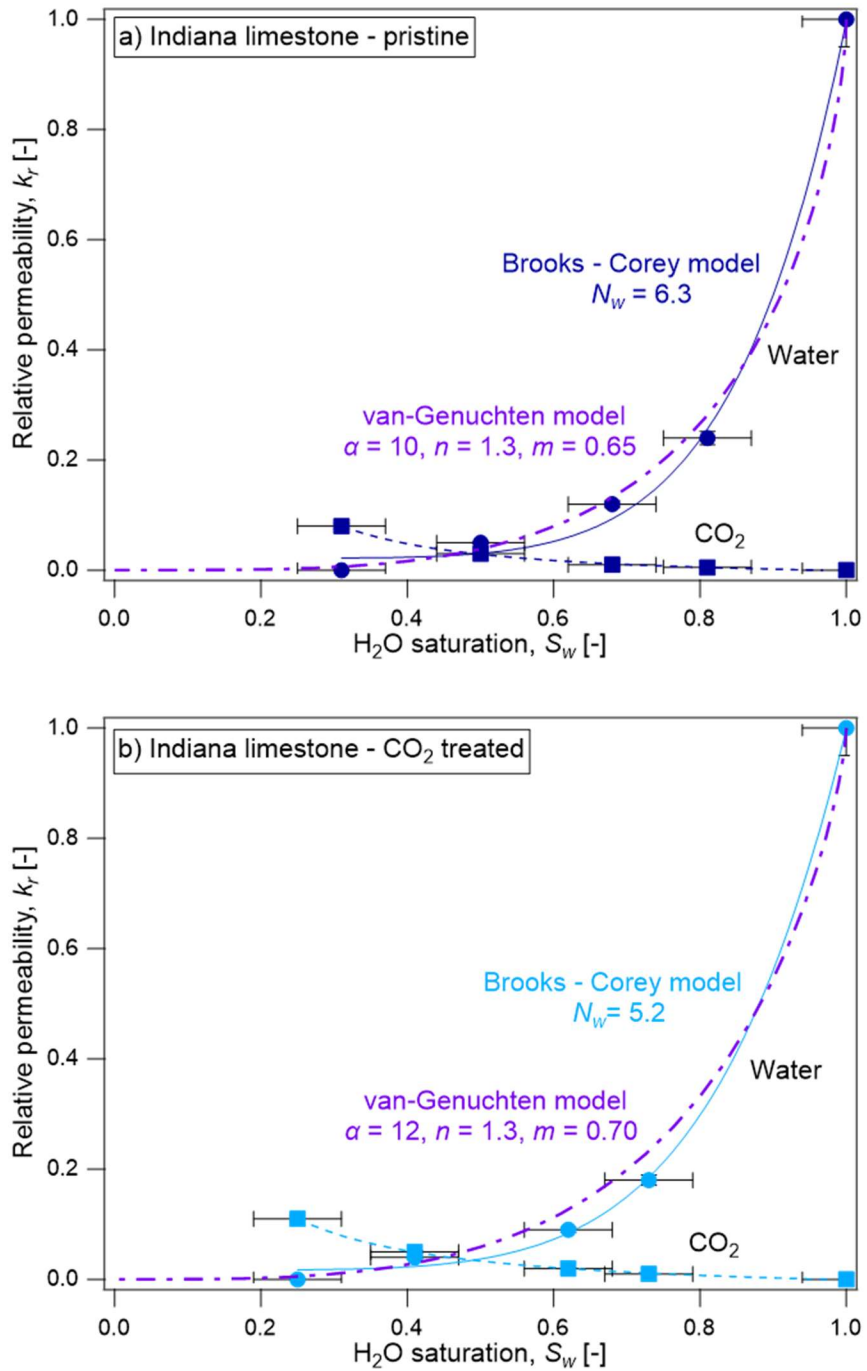 a) Indiana limestone - pristine
1.0
0.8
0.6
0.4
0.2
0.0
Relative permeability, kᵣ [-]
Brooks - Corey model
N_w = 6.3
Water
van-Genuchten model
α = 10, n = 1.3, m = 0.65
CO₂
0.0 0.2 0.4 0.6 0.8 1.0
H₂O saturation, S_w [-]
b) Indiana limestone - CO₂ treated
1.0
0.8
0.6
0.4
0.2
0.0
Relative permeability, kᵣ [-]
Brooks - Corey model
N_w= 5.2
Water
van-Genuchten model
α = 12, n = 1.3, m = 0.70
CO₂
0.0 0.2 0.4 0.6 0.8 1.0
H₂O saturation, S_w [-]